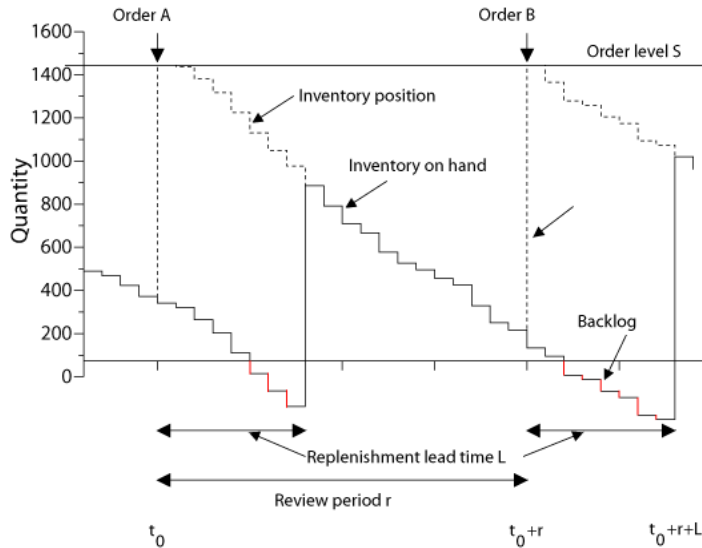 Order A
Order B
1600
Order level S
1400
Inventory position
1200
1000
Inventory on hand
Quantity
800
600
400
Backlog
200
0
Replenishment lead time L
Review period r
t0
t0+r
t0+r+L